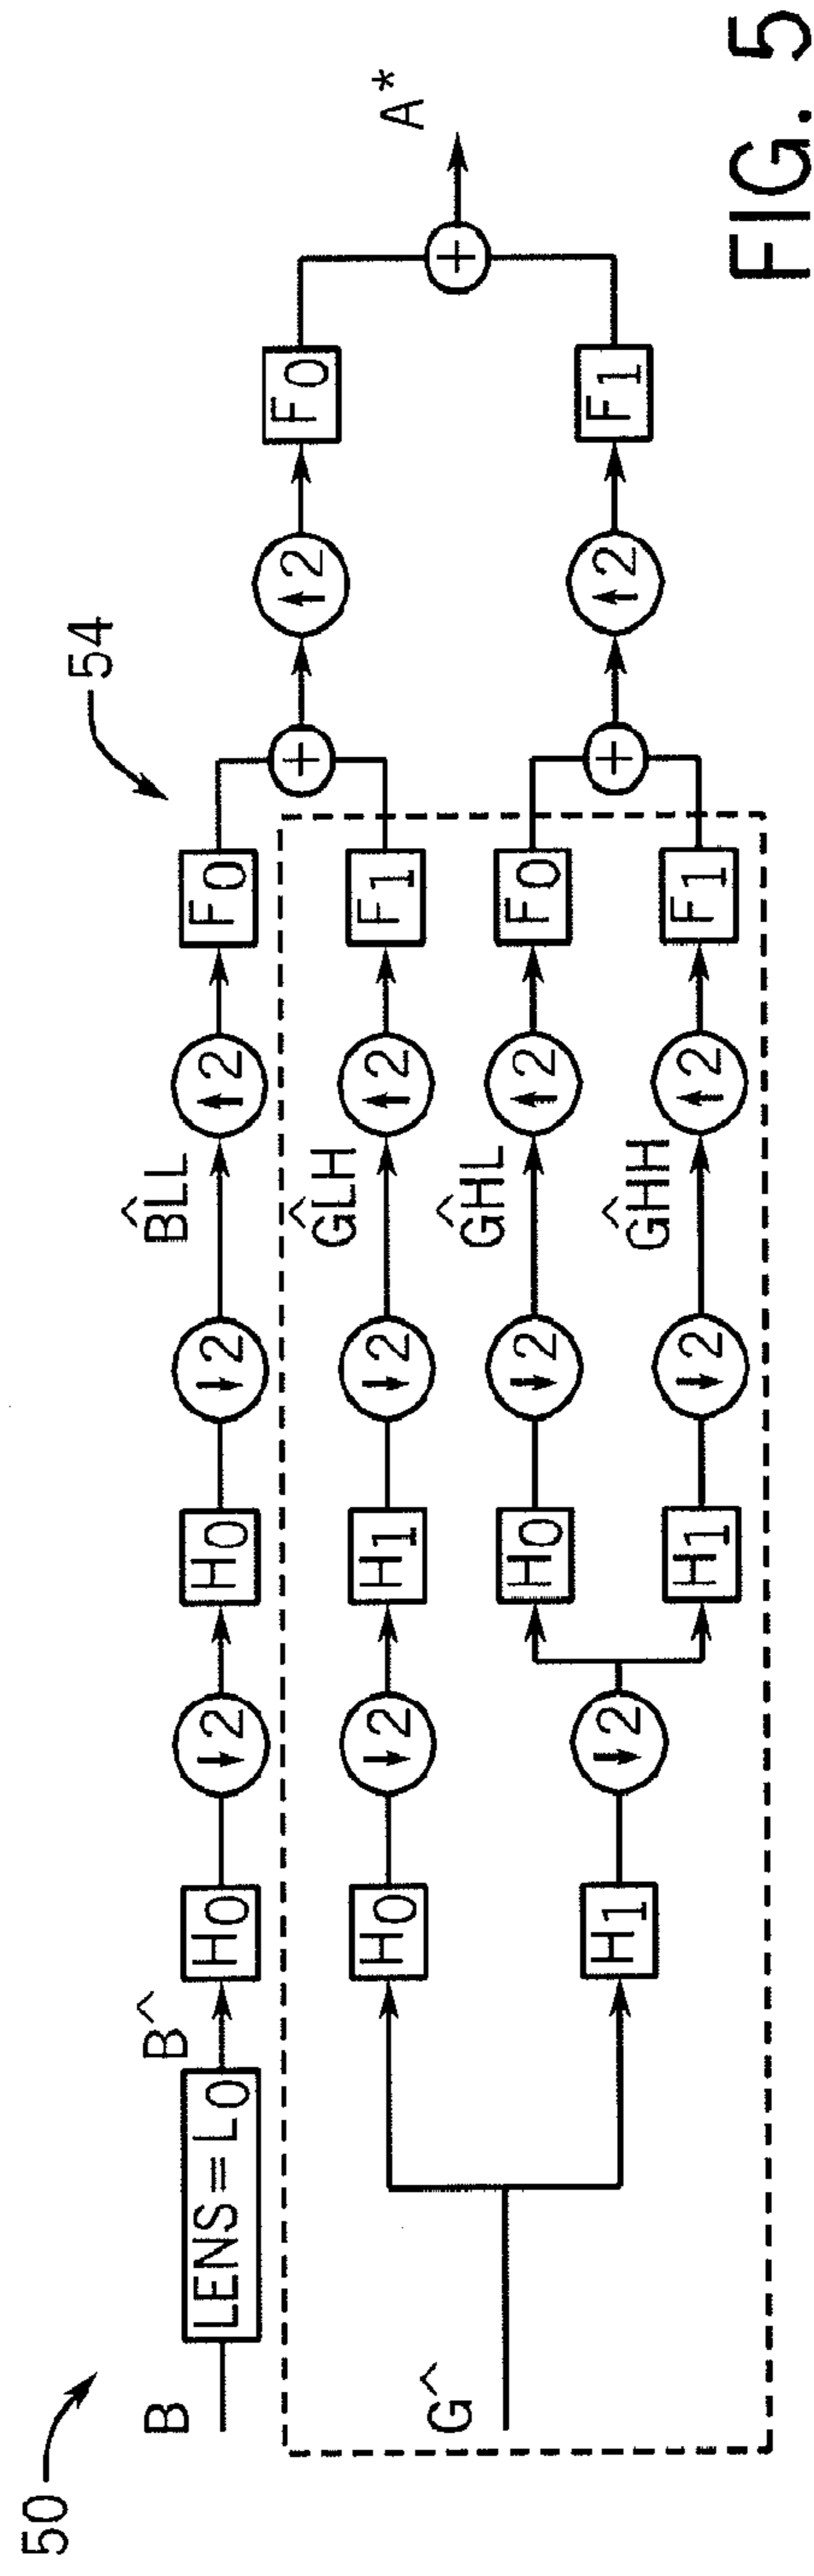 50
54
B
LENS=L0
B^
H0
↓2
H0
↓2
B̂LL
↑2
F0
+
↑2
F0
G^
H0
↓2
H1
↓2
ĜLH
↑2
F1
+
A*
H1
↓2
H0
↓2
ĜHL
↑2
F0
+
↑2
F1
H1
↓2
ĜHH
↑2
F1
FIG. 5